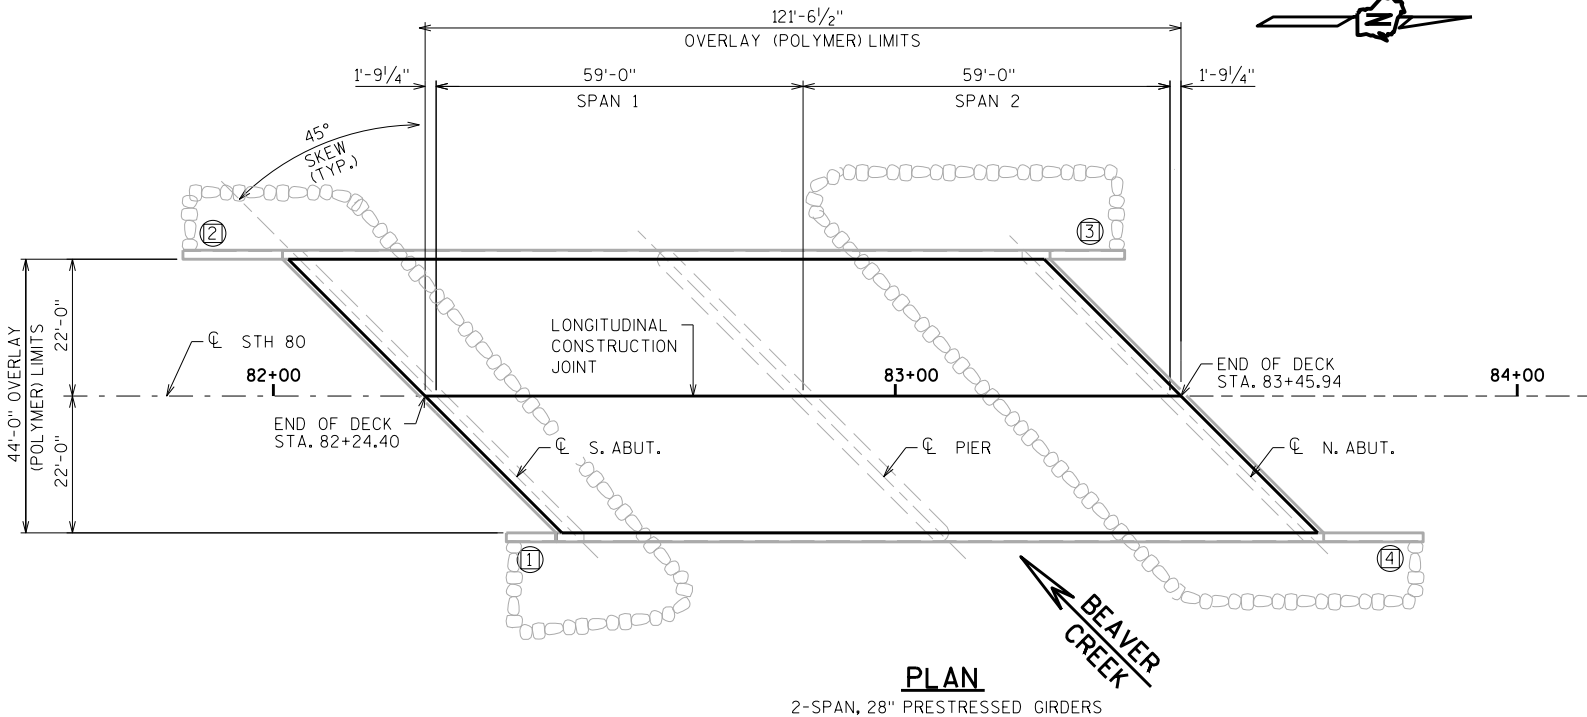 121'-6½"
OVERLAY (POLYMER) LIMITS
N
1'-9¼"
59'-0"
59'-0"
1'-9¼"
SPAN 1
SPAN 2
45°
SKEW
(TYP.)
2
3
44'-0" OVERLAY
(POLYMER) LIMITS
22'-0"
22'-0"
℄ STH 80
LONGITUDINAL
CONSTRUCTION
JOINT
END OF DECK
STA. 83+45.94
82+00
83+00
84+00
END OF DECK
STA. 82+24.40
℄ S. ABUT.
℄ PIER
℄ N. ABUT.
1
4
BEAVER
CREEK
PLAN
2-SPAN, 28" PRESTRESSED GIRDERS